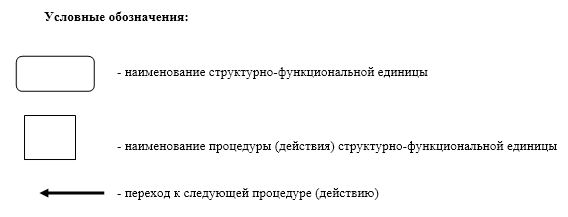 Условные обозначения:
- наименование структурно-функциональной единицы
- наименование процедуры (действия) структурно-функциональной единицы
- переход к следующей процедуре (действию)